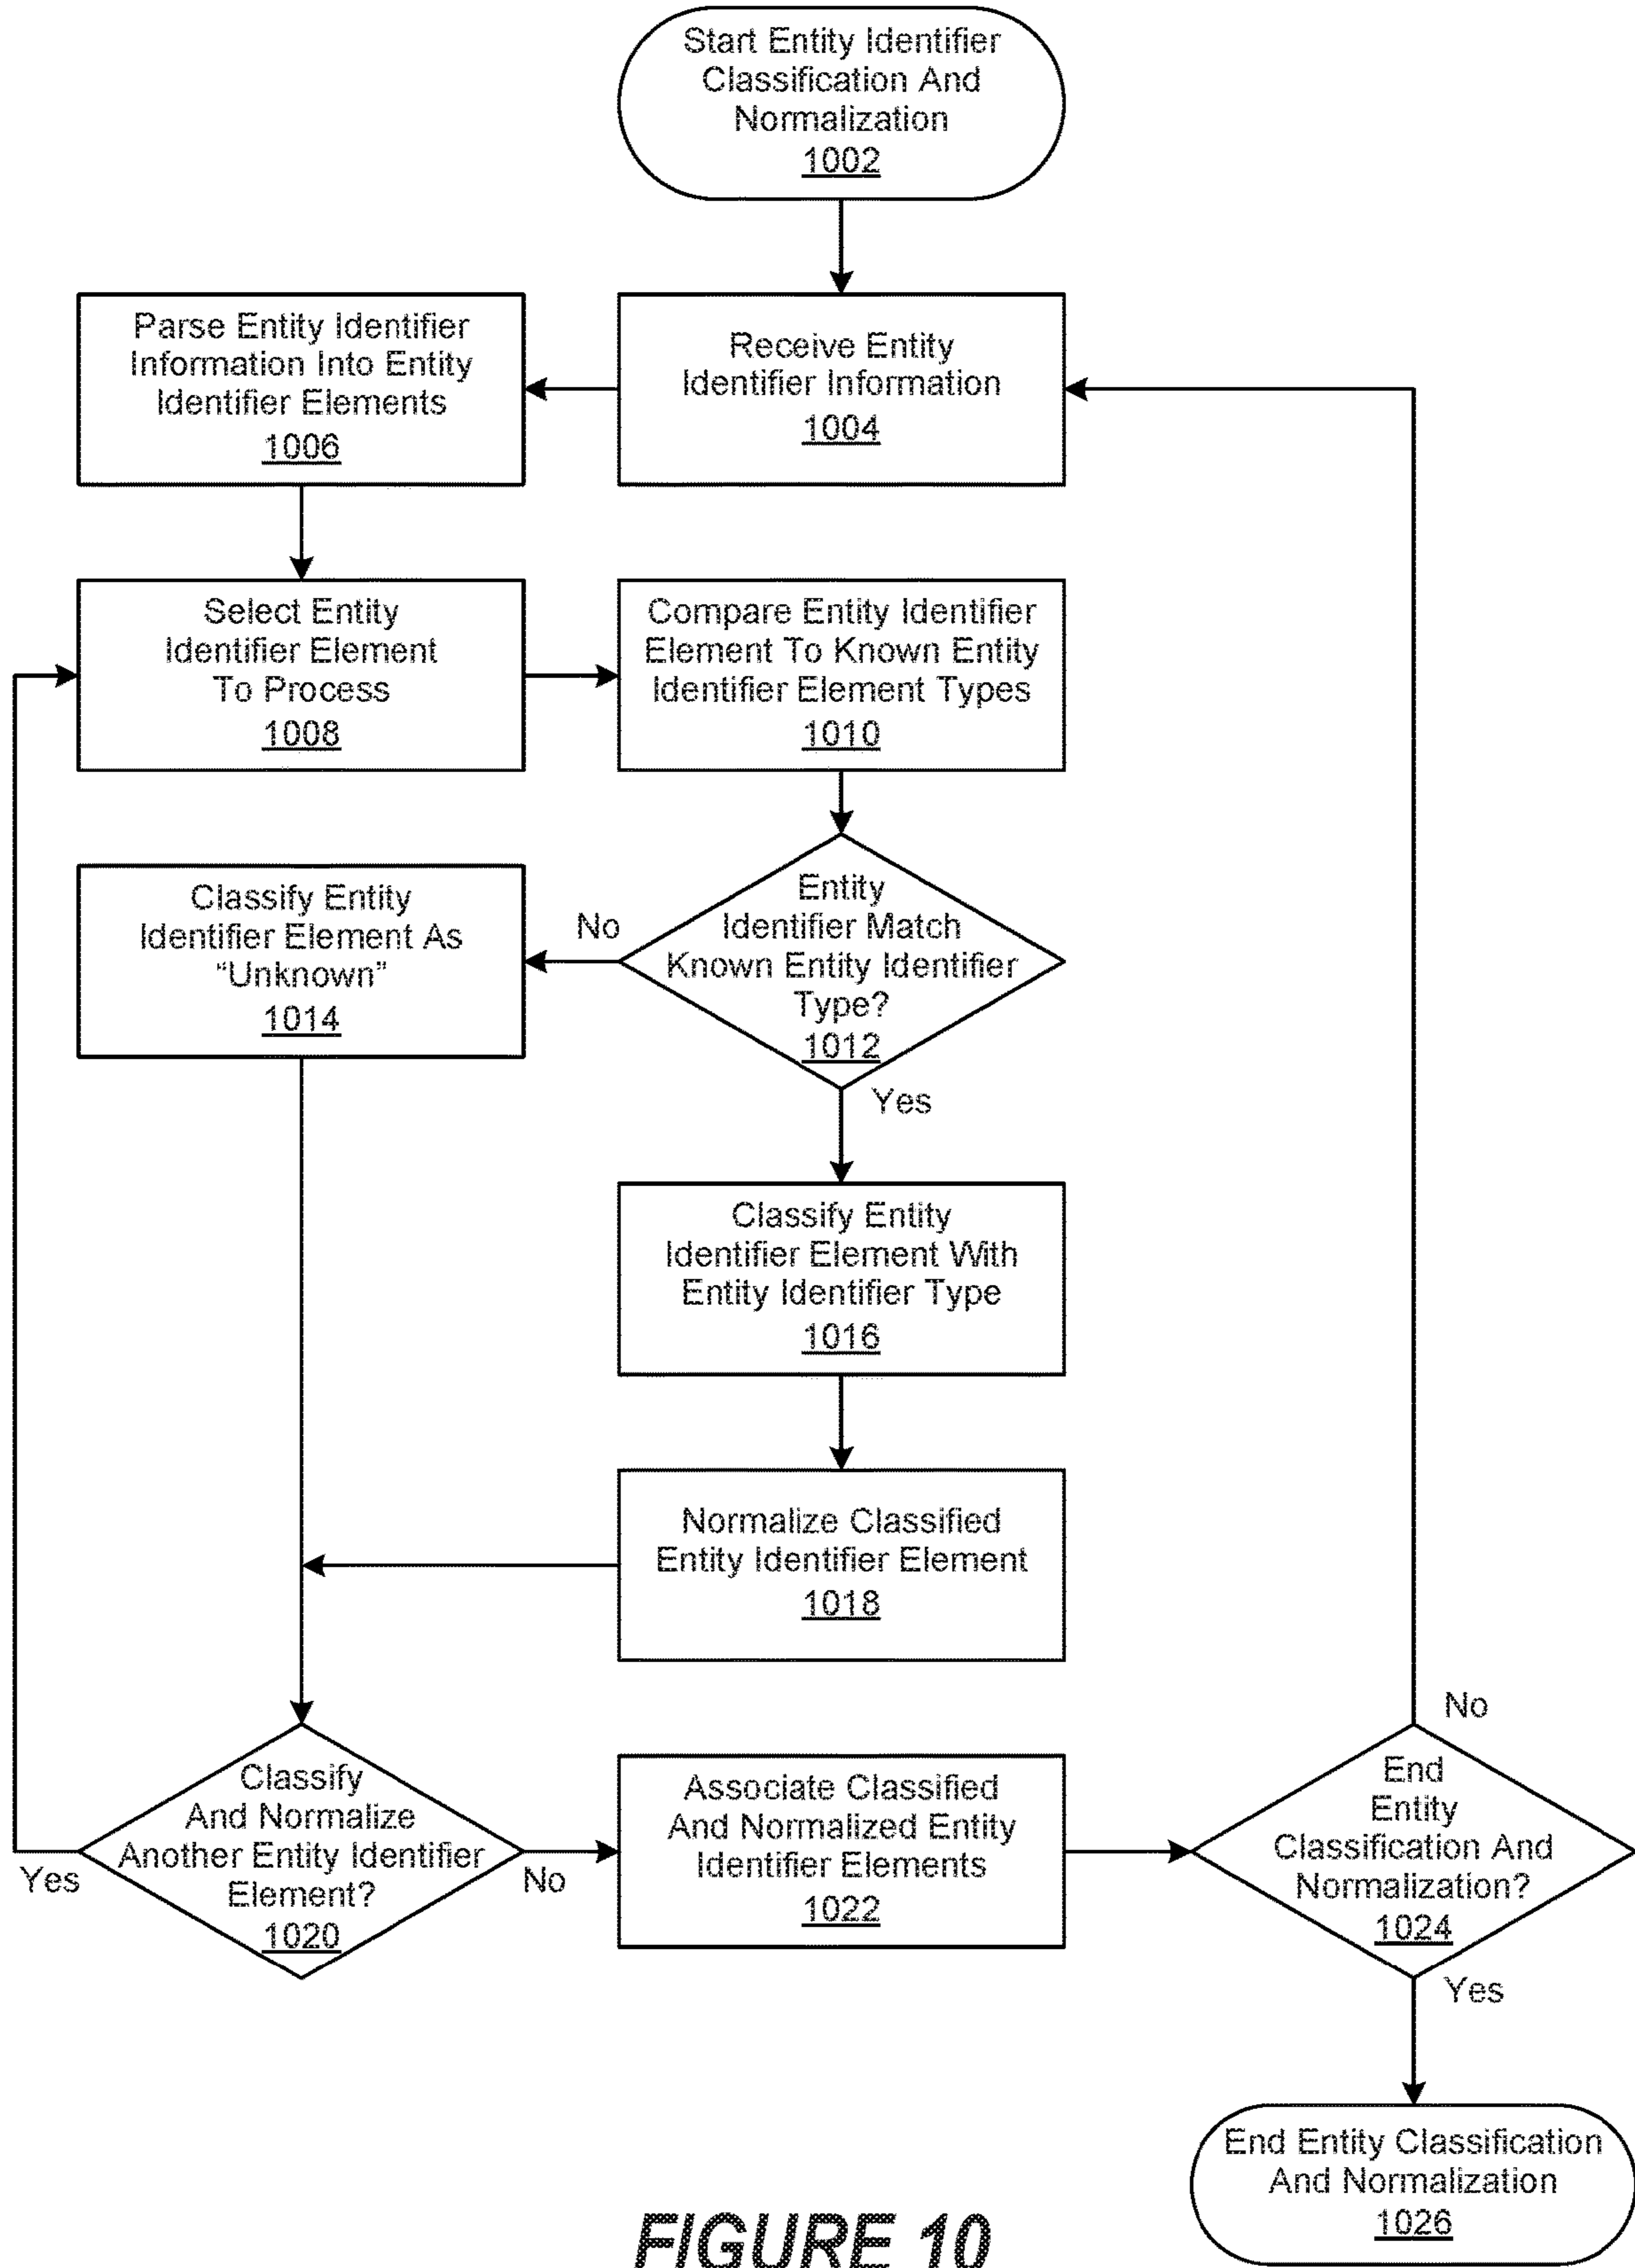 Start Entity Identifier
Classification And
Normalization
1002
Parse Entity Identifier
Information Into Entity
Identifier Elements
1006
Receive Entity
Identifier Information
1004
Select Entity
Identifier Element
To Process
1008
Compare Entity Identifier
Element To Known Entity
Identifier Element Types
1010
Classify Entity
Identifier Element As
“Unknown”
1014
No
Entity
Identifier Match
Known Entity Identifier
Type?
1012
Yes
Classify Entity
Identifier Element With
Entity Identifier Type
1016
Normalize Classified
Entity Identifier Element
1018
Classify
And Normalize
Another Entity Identifier
Element?
1020
Yes
No
Associate Classified
And Normalized Entity
Identifier Elements
1022
No
End
Entity
Classification And
Normalization?
1024
Yes
End Entity Classification
And Normalization
1026
FIGURE 10